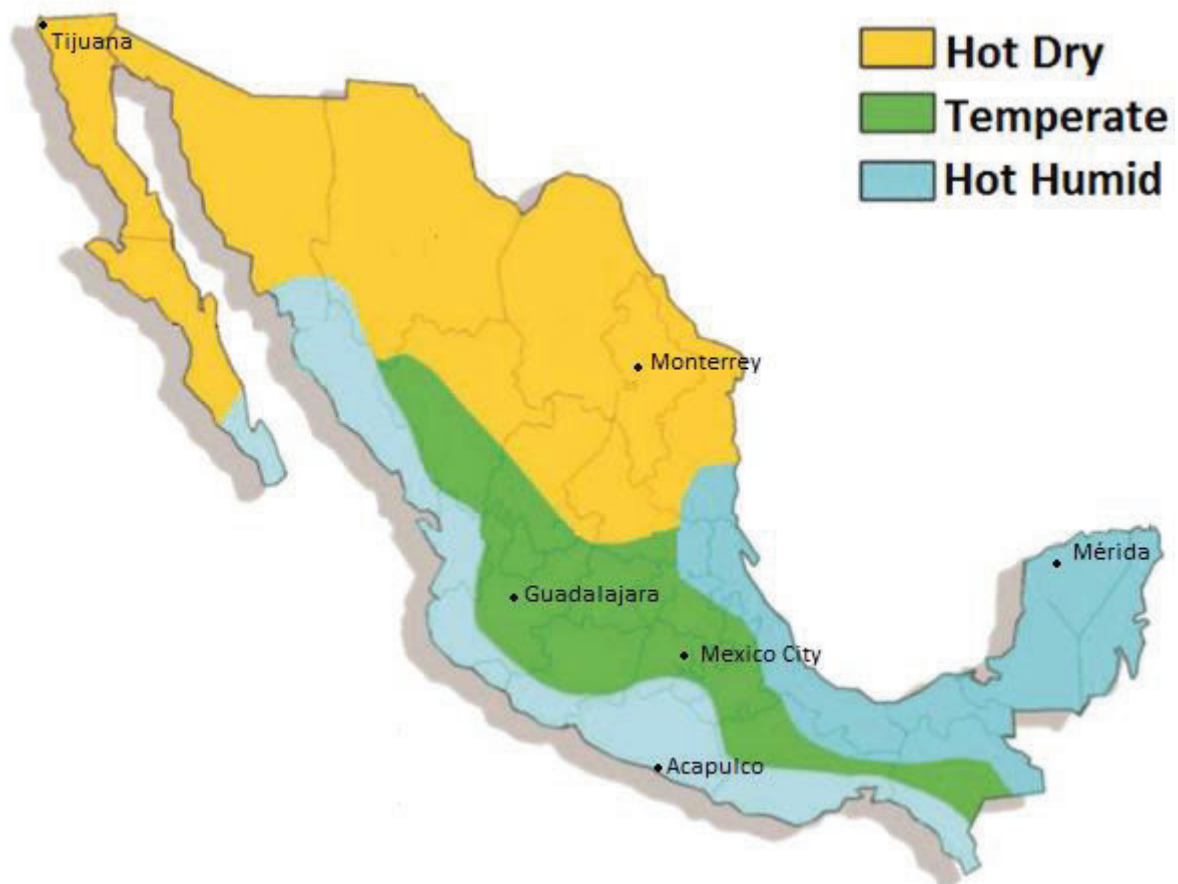 Tijuana
Hot Dry
Temperate
Hot Humid
Monterrey
Mérida
Guadalajara
Mexico City
Acapulco